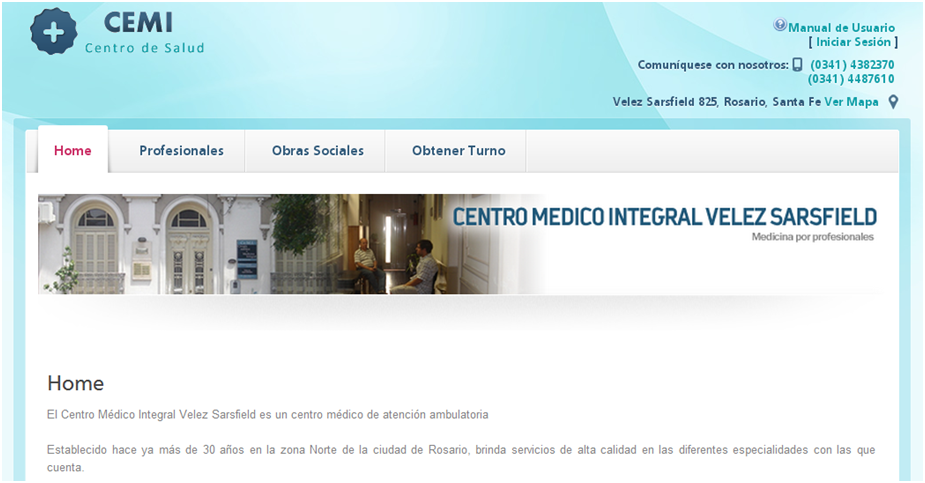 CEMI
Centro de Salud
Manual de Usuario
[ Iniciar Sesión ]
Comuníquese con nosotros: (0341) 4382370
(0341) 4487610
Velez Sarsfield 825, Rosario, Santa Fe Ver Mapa
Home Profesionales Obras Sociales Obtener Turno
CENTRO MEDICO INTEGRAL VELEZ SARSFIELD
Medicina por profesionales
Home
El Centro Médico Integral Velez Sarsfield es un centro médico de atención ambulatoria
Establecido hace ya más de 30 años en la zona Norte de la ciudad de Rosario, brinda servicios de alta calidad en las diferentes especialidades con las que
cuenta.